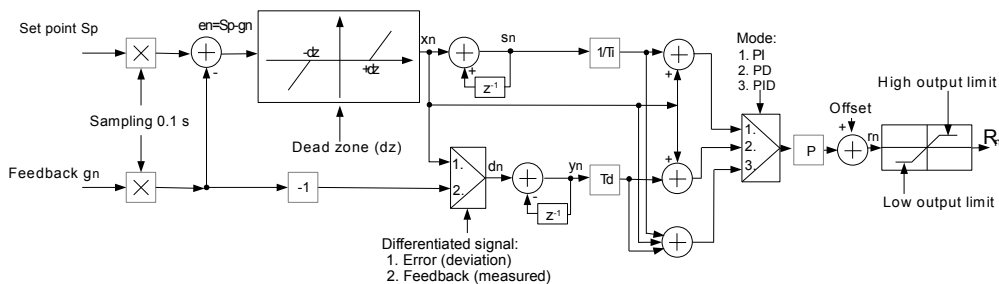 Set point Sp
en=Sp-gn
-
-dz
+dz
xn
sn
+
z-1
1/Ti
+
+
Mode:
1. PI
2. PD
3. PID
High output limit
Offset
+
rn
Rn
Sampling 0.1 s
Dead zone (dz)
1.
2.
3.
P
Feedback gn
-1
1.
2.
dn
-
yn
z-1
Td
Low output limit
Differentiated signal:
1. Error (deviation)
2. Feedback (measured)